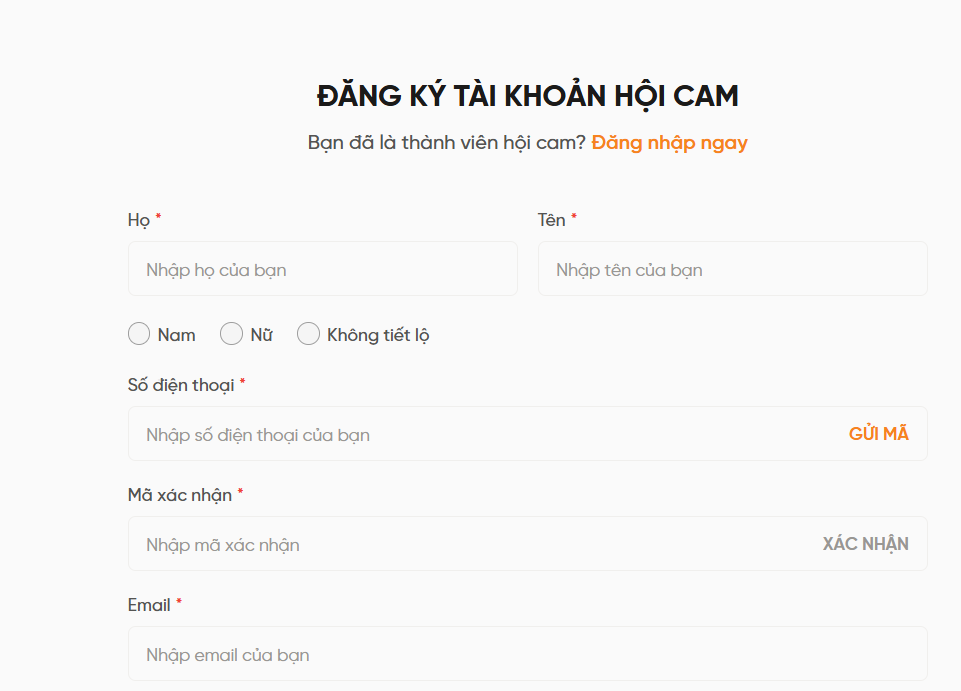 ĐĂNG KÝ TÀI KHOẢN HỘI CAM
Bạn đã là thành viên hội cam? Đăng nhập ngay
Họ * Tên *
Nhập họ của bạn Nhập tên của bạn
Nam Nữ Không tiết lộ
Số điện thoại *
Nhập số điện thoại của bạn GỬI MÃ
Mã xác nhận *
Nhập mã xác nhận XÁC NHẬN
Email *
Nhập email của bạn